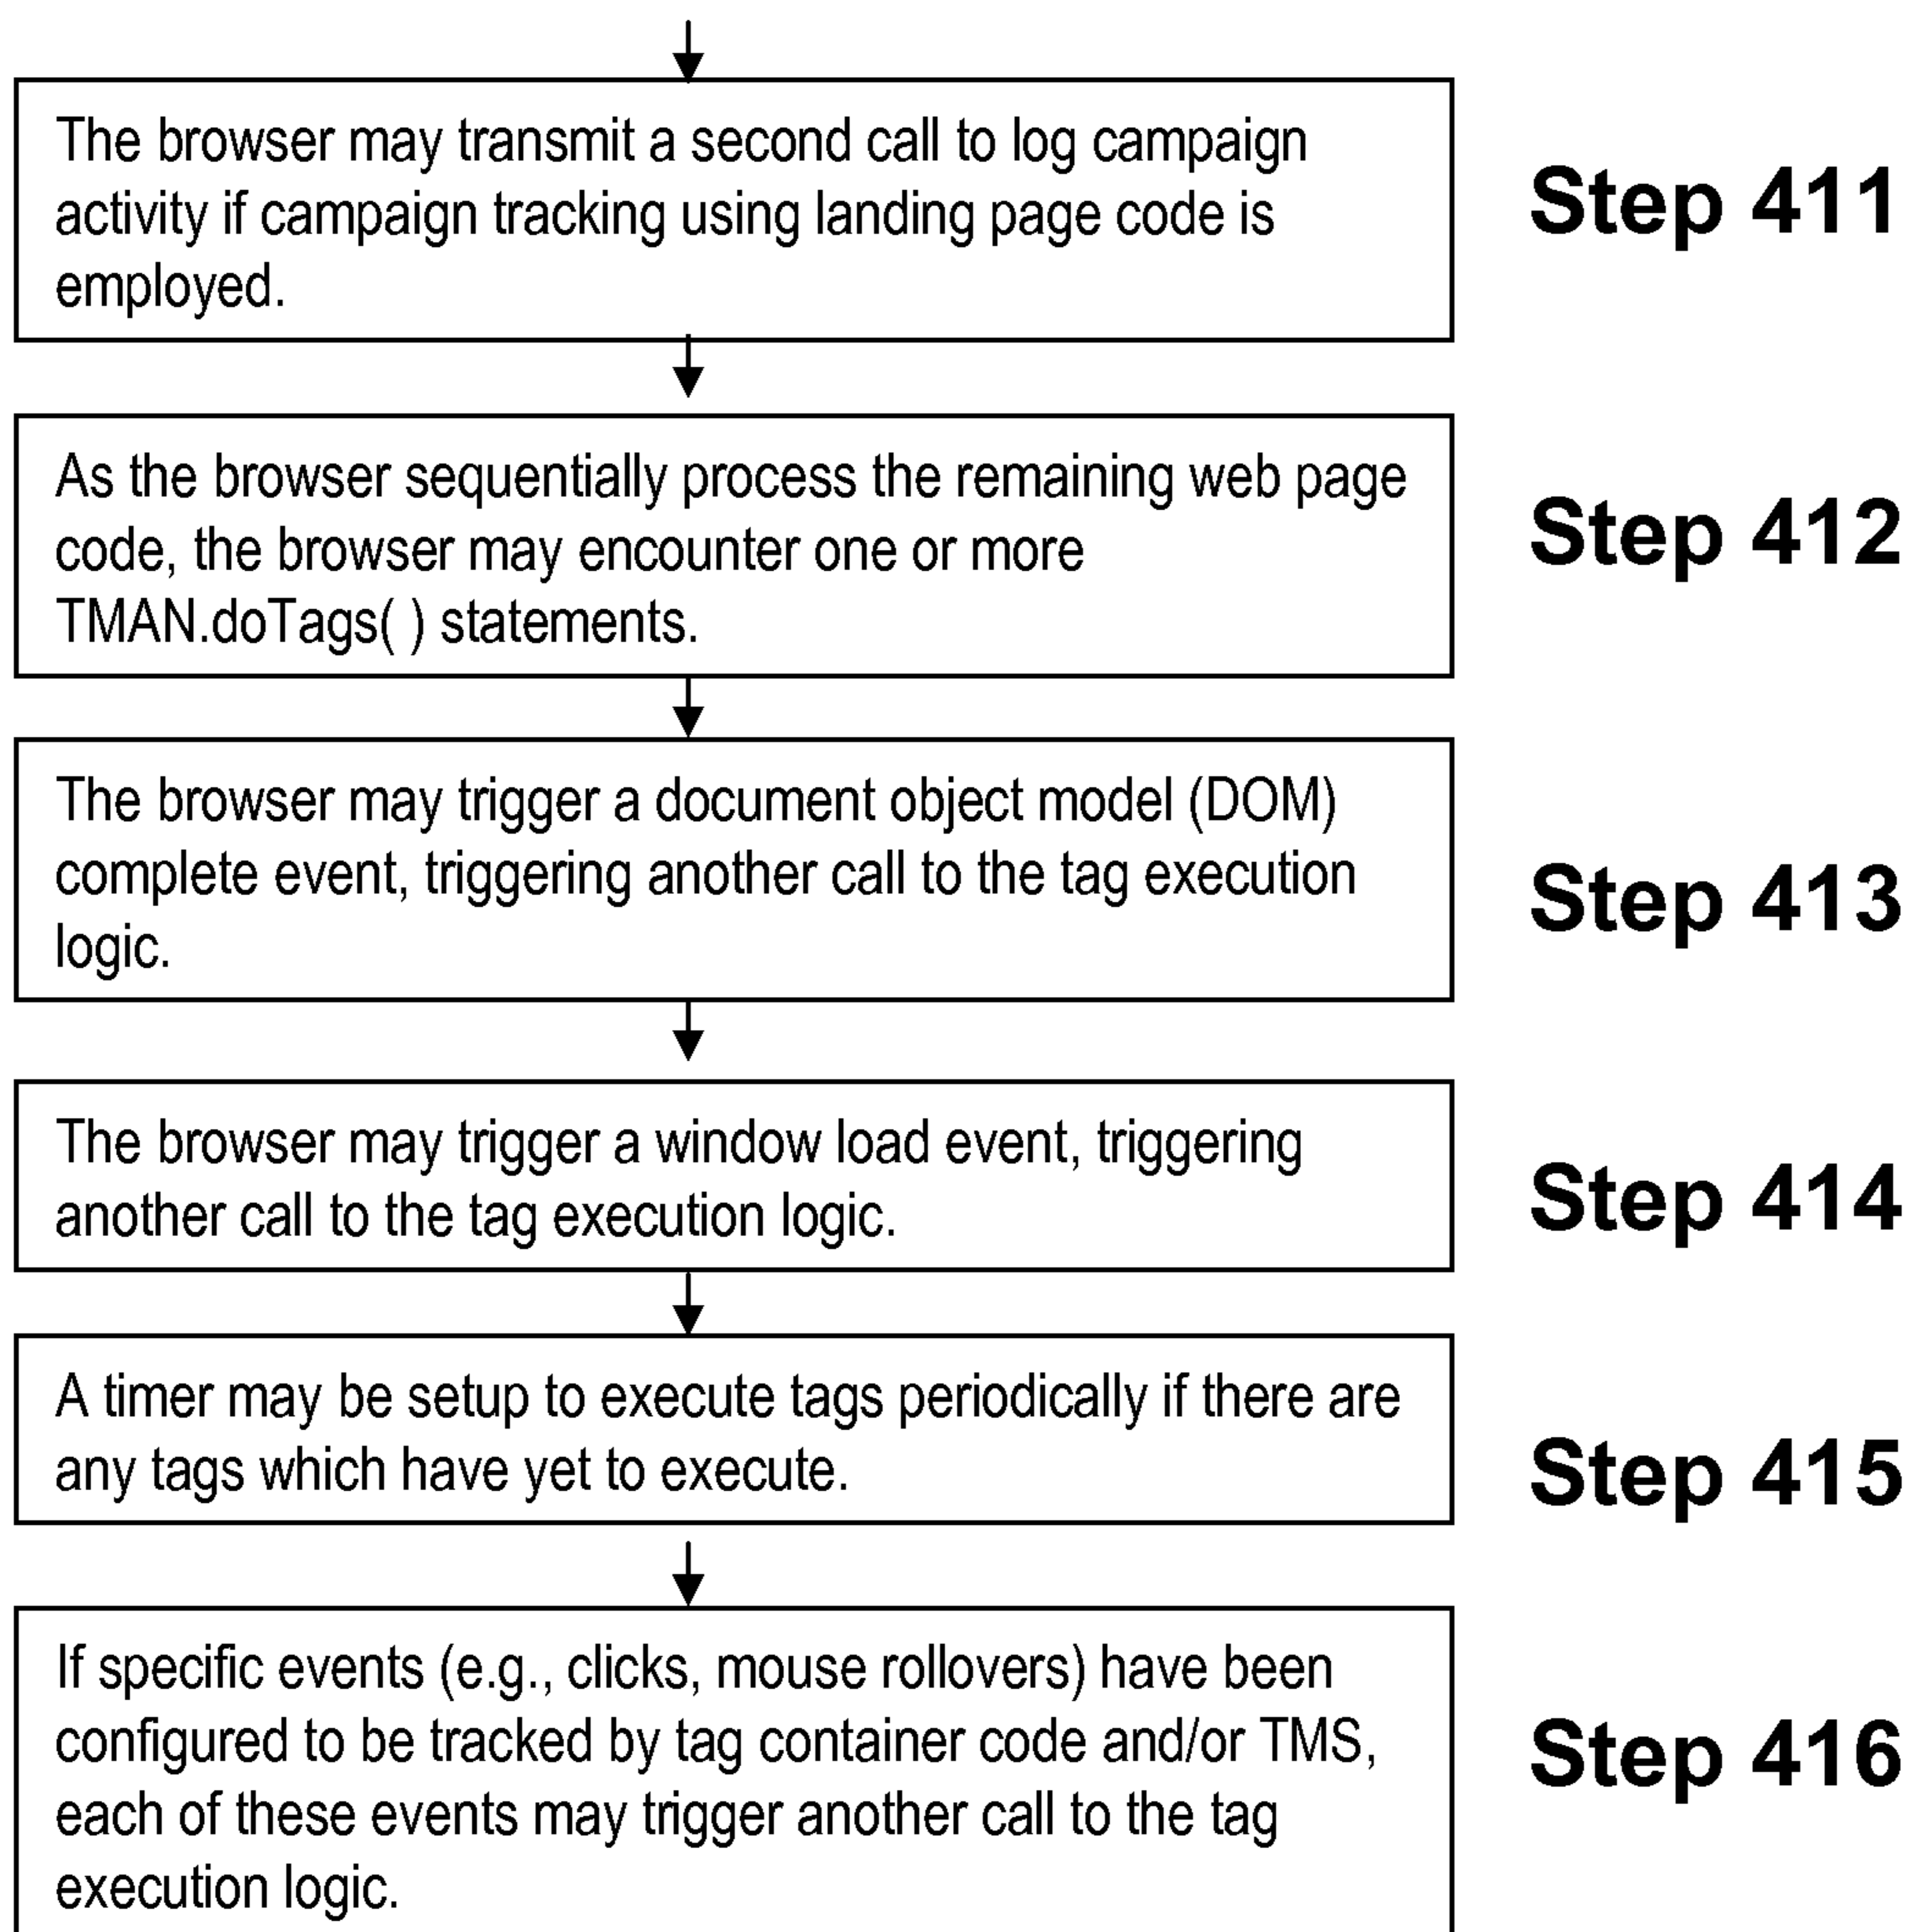 The browser may transmit a second call to log campaign
activity if campaign tracking using landing page code is
employed.
Step 411
As the browser sequentially process the remaining web page
code, the browser may encounter one or more
TMAN.doTags( ) statements.
Step 412
The browser may trigger a document object model (DOM)
complete event, triggering another call to the tag execution
logic.
Step 413
The browser may trigger a window load event, triggering
another call to the tag execution logic.
Step 414
A timer may be setup to execute tags periodically if there are
any tags which have yet to execute.
Step 415
If specific events (e.g., clicks, mouse rollovers) have been
configured to be tracked by tag container code and/or TMS,
each of these events may trigger another call to the tag
execution logic.
Step 416